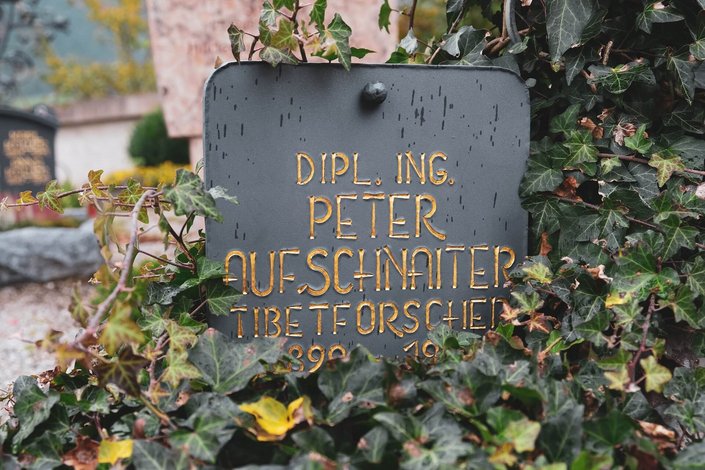 DIPL. ING.
PETER
AUFSCHNAITER
TIBETFORSCHER